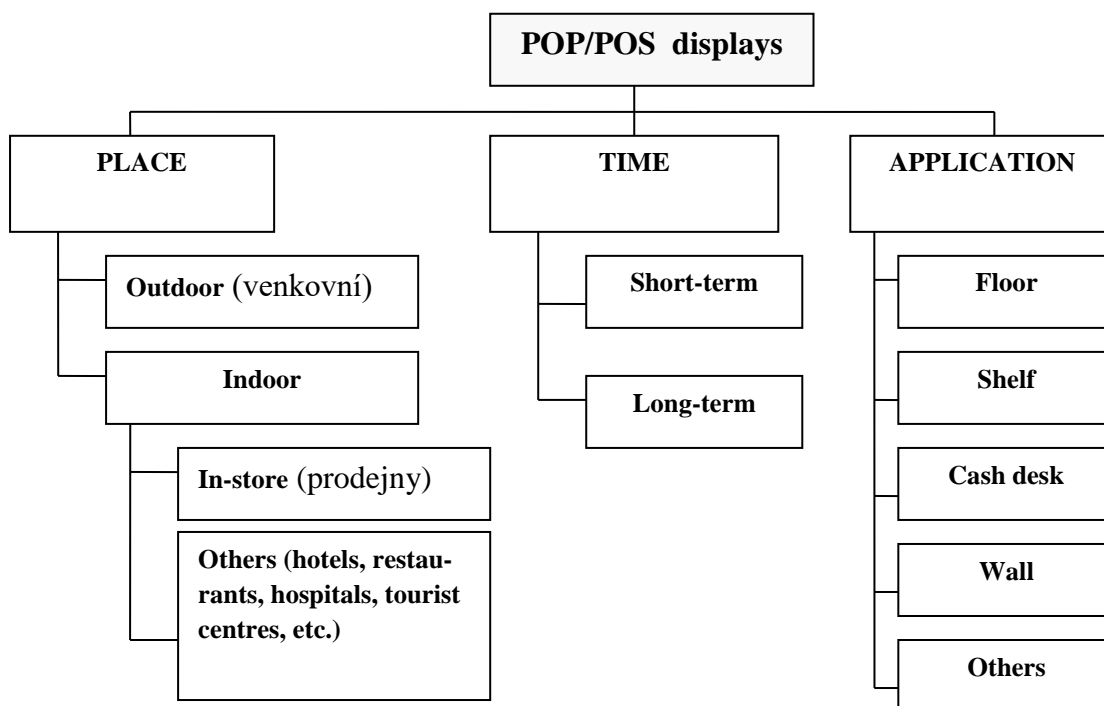 POP/POS displays
PLACE
TIME
APPLICATION
Outdoor (venkovní)
Indoor
In-store (prodejny)
Others (hotels, restau-
rants, hospitals, tourist
centres, etc.)
Short-term
Long-term
Floor
Shelf
Cash desk
Wall
Others